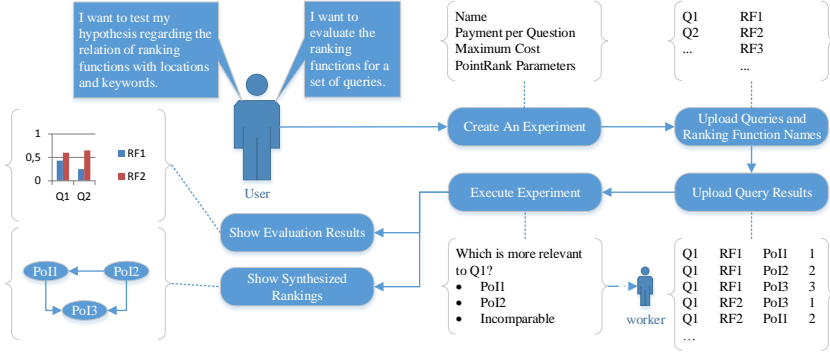 I want to test my
hypothesis regarding the
relation of ranking
functions with locations
and keywords.
I want to
evaluate the
ranking
functions for a
set of queries.
Name
Payment per Question
Maximum Cost
PointRank Parameters
Q1 RF1
Q2 RF2
... RF3
...
Create An Experiment
Upload Queries and
Ranking Function Names
User
1
0,5
0
Q1 Q2
RF1
RF2
Execute Experiment
Upload Query Results
Show Evaluation Results
Show Synthesized
Rankings
PoI1
PoI2
PoI3
Which is more relevant
to Q1?
• PoI1
• PoI2
• Incomparable
worker
Q1 RF1 PoI1 1
Q1 RF1 PoI2 2
Q1 RF1 PoI3 3
Q1 RF2 PoI3 1
Q1 RF2 PoI1 2
...